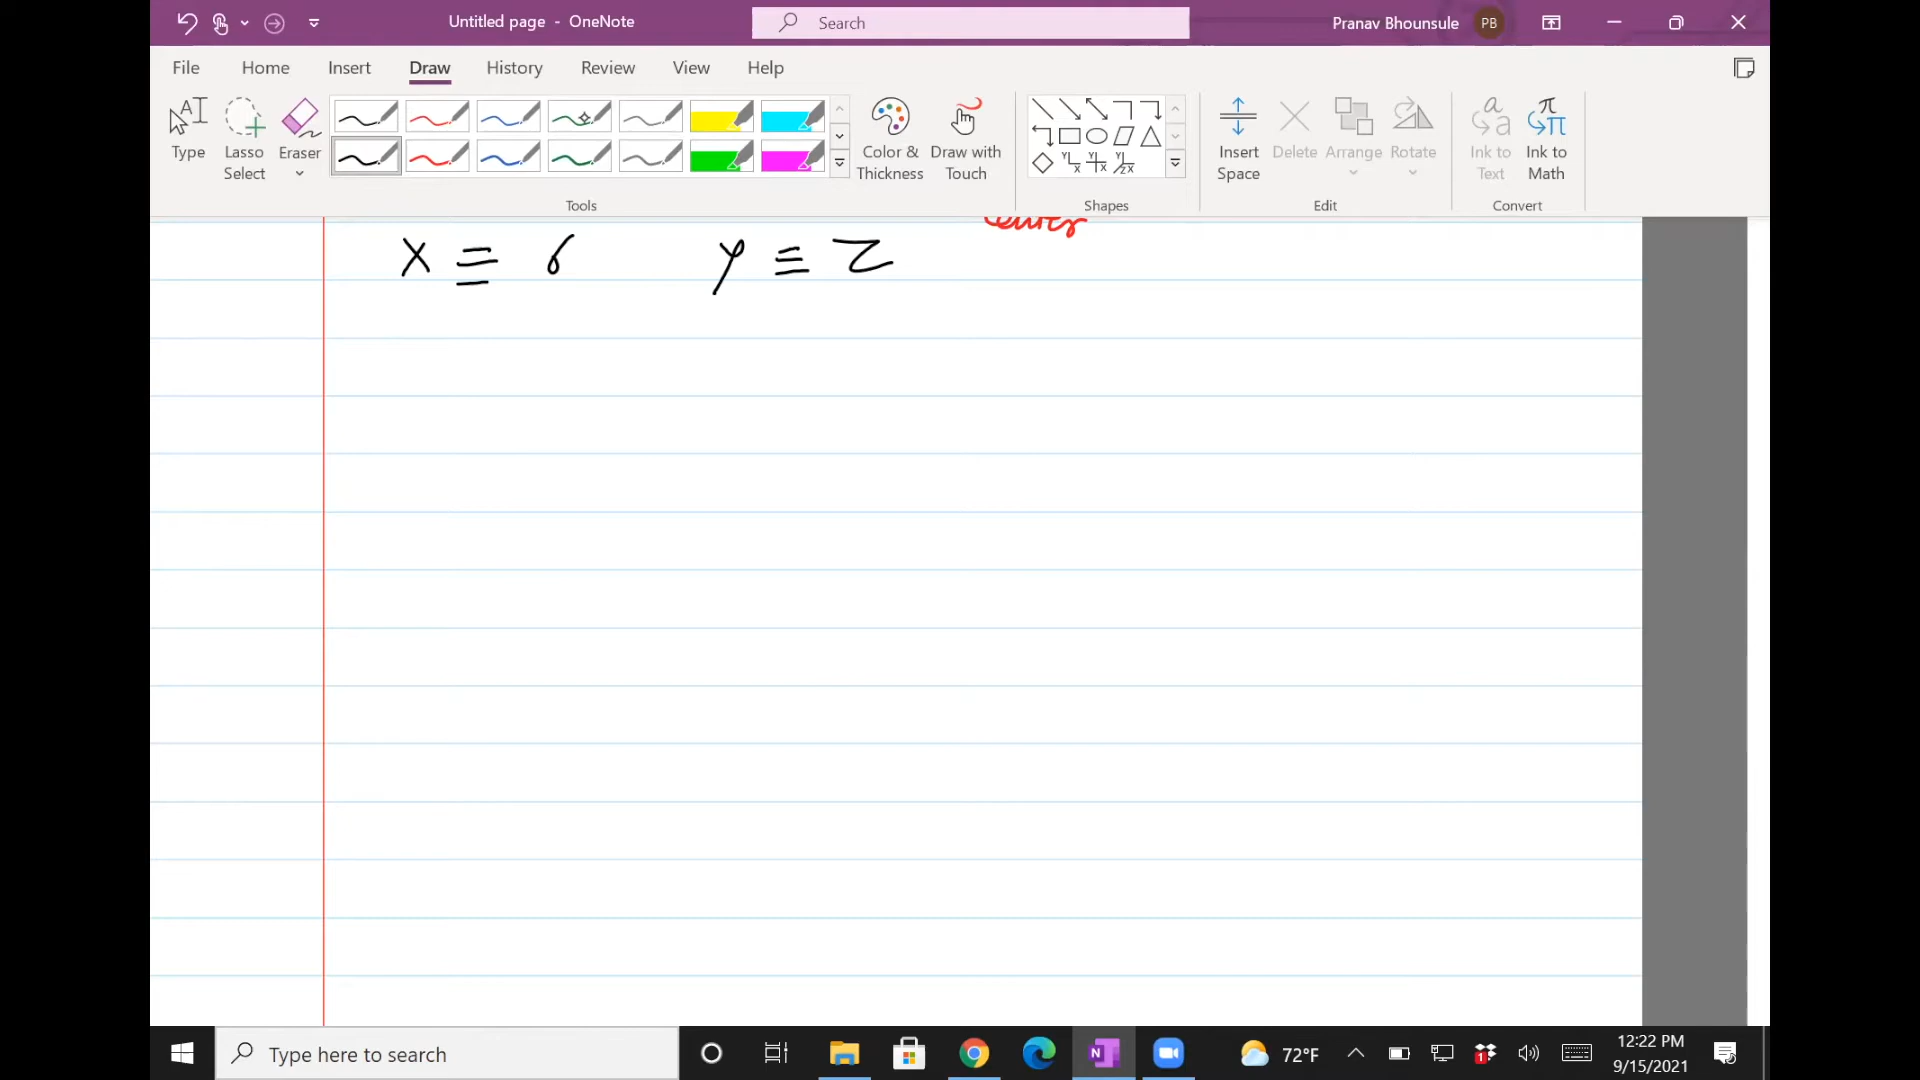 Untitled page - OneNote
Search
Pranav Bhounsule PB
File Home Insert Draw History Review View Help
Type
Lasso Select
Eraser
Color & Thickness
Draw with Touch
Insert Space
Delete
Arrange
Rotate
Ink to Text
Ink to Math
Tools Shapes Edit Convert
x ≡ 6 y ≡ z
Type here to search
72°F
12:22 PM
9/15/2021